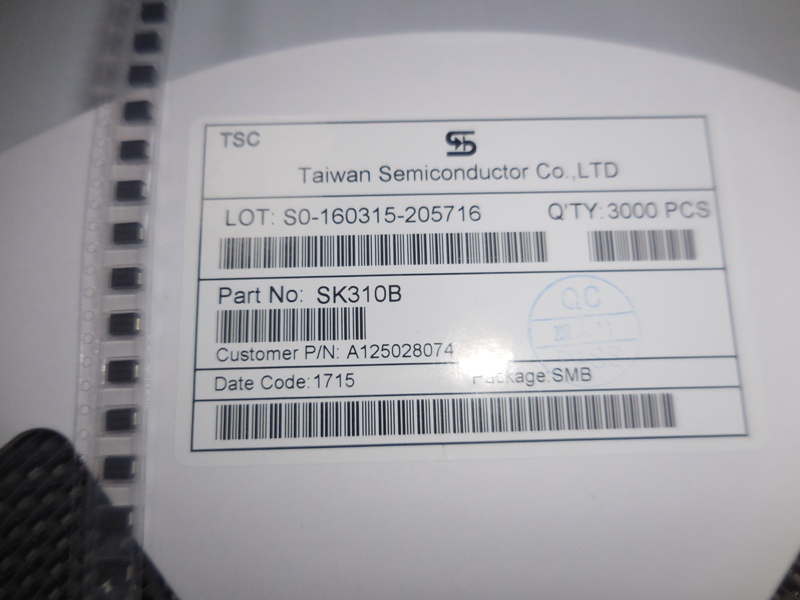 TSC
Taiwan Semiconductor Co.,LTD
LOT: S0-160315-205716 Q'TY: 3000 PCS
Part No: SK310B
QC
Customer P/N: A125028074
Date Code:1715 Package:SMB